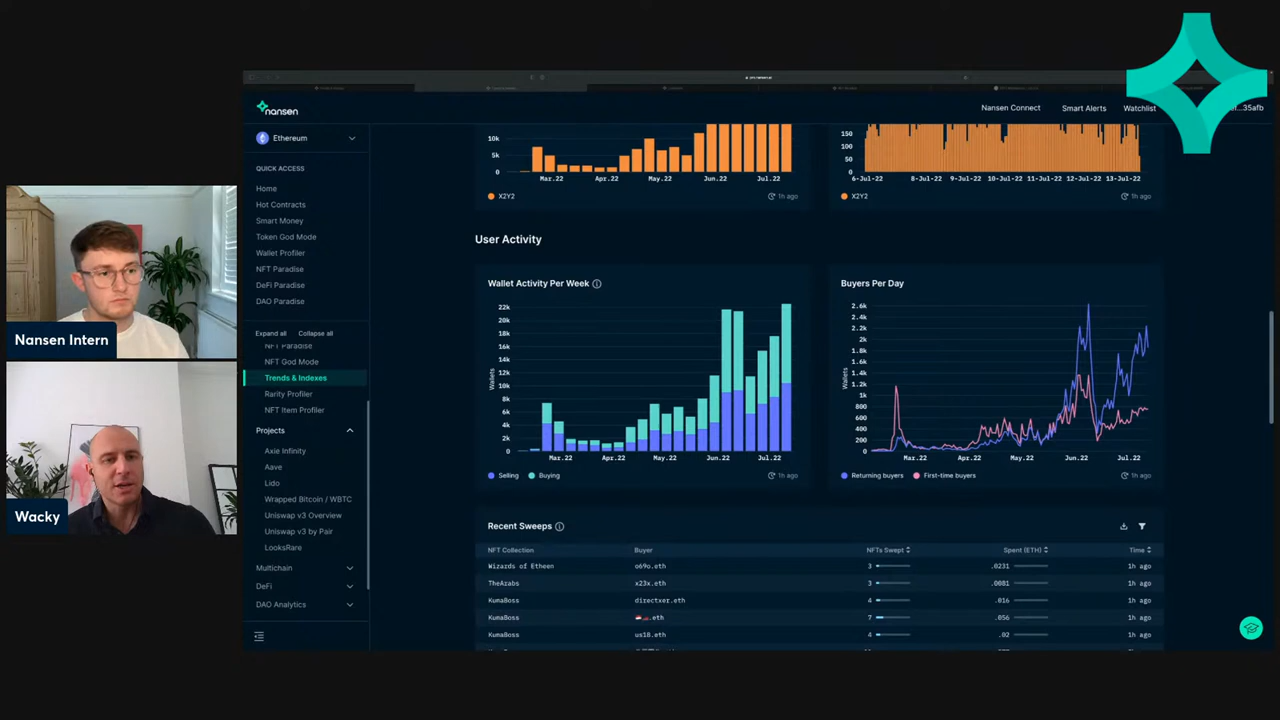 nansen
Nansen Connect
Smart Alerts
Watchlist
35afb
Ethereum
QUICK ACCESS
Home
Hot Contracts
Smart Money
Token God Mode
Wallet Profiler
NFT Paradise
DeFi Paradise
DAO Paradise
Expand all
Collapse all
NFT Paradise
NFT God Mode
Trends & Indexes
Rarity Profiler
NFT Item Profiler
Projects
Axie Infinity
Aave
Lido
Wrapped Bitcoin / WBTC
Uniswap v3 Overview
Uniswap v3 by Pair
LooksRare
Multichain
DeFi
DAO Analytics
Nansen Intern
Wacky
10k
5k
0
Mar.22 Apr.22 May.22 Jun.22 Jul.22
X2Y2
1h ago
150
100
50
0
6-Jul-22 8-Jul-22 9-Jul-22 10-Jul-22 11-Jul-22 12-Jul-22 13-Jul-22
X2Y2
1h ago
User Activity
Wallet Activity Per Week
22k
20k
18k
16k
14k
12k
10k
8k
6k
4k
2k
0
Wallets
Mar.22 Apr.22 May.22 Jun.22 Jul.22
Selling Buying
1h ago
Buyers Per Day
2.6k
2.4k
2.2k
2k
1.8k
1.6k
1.4k
1.2k
1k
800
600
400
200
0
Wallets
Mar.22 Apr.22 May.22 Jun.22 Jul.22
Returning buyers First-time buyers
1h ago
Recent Sweeps
NFT Collection Buyer NFTs Swept Spent (ETH) Time
Wizards of Etheen o69o.eth 3 .0231 1h ago
TheArabs x23x.eth 3 .0081 1h ago
KumaBoss directxer.eth 4 .016 1h ago
KumaBoss .eth 7 .056 1h ago
KumaBoss us18.eth 4 .02 1h ago